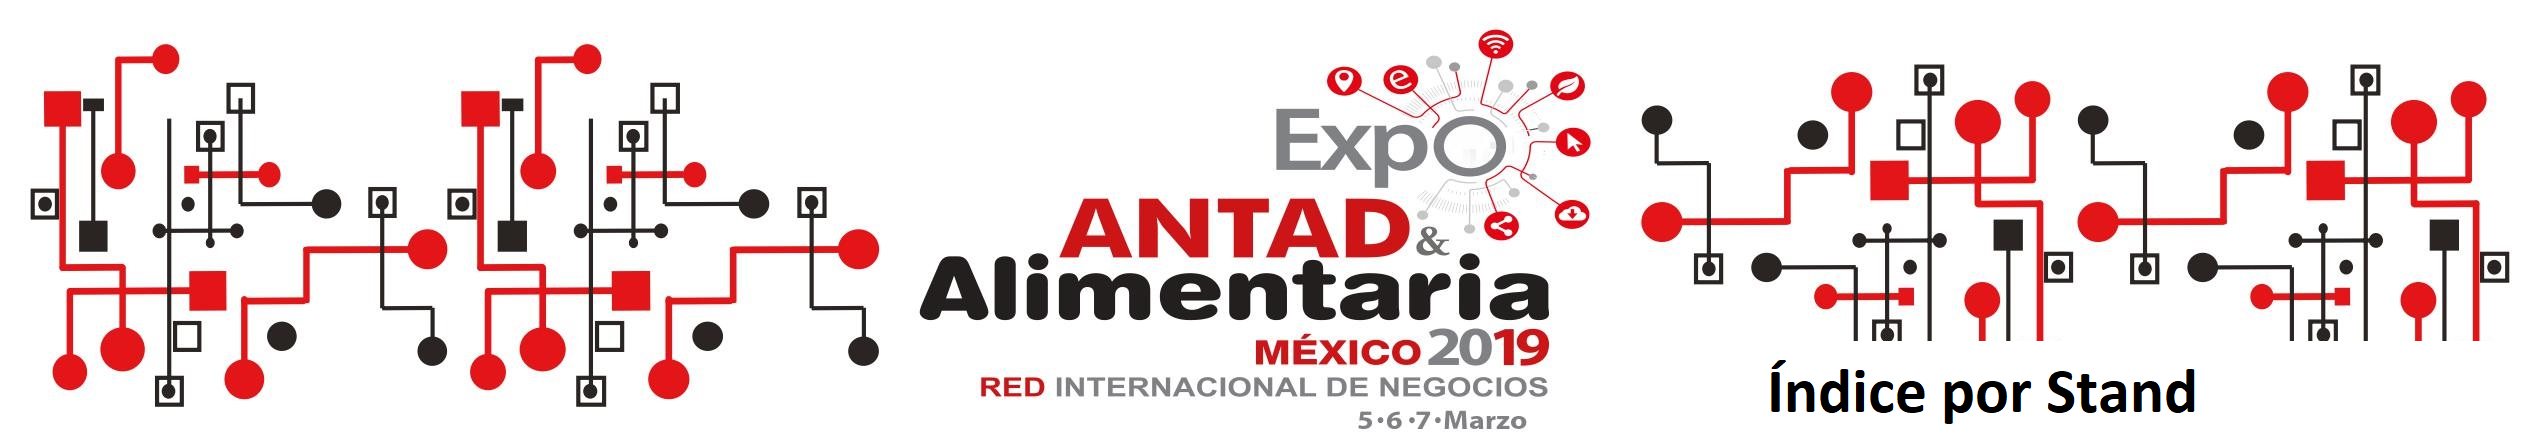 Expo
ANTAD
&
Alimentaria
MÉXICO 2019
RED INTERNACIONAL DE NEGOCIOS
5•6•7•Marzo
Índice por Stand